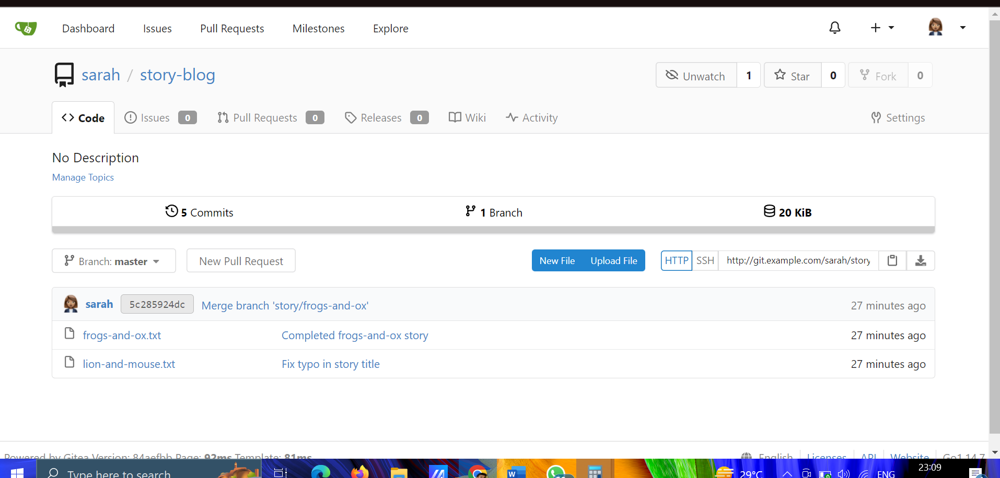 Dashboard Issues Pull Requests Milestones Explore
sarah / story-blog
Unwatch 1 Star 0 Fork 0
Code Issues 0 Pull Requests 0 Releases 0 Wiki Activity Settings
No Description
Manage Topics
5 Commits 1 Branch 20 KiB
Branch: master New Pull Request New File Upload File HTTP SSH http://git.example.com/sarah/story
sarah 5c285924dc Merge branch 'story/frogs-and-ox' 27 minutes ago
frogs-and-ox.txt Completed frogs-and-ox story 27 minutes ago
lion-and-mouse.txt Fix typo in story title 27 minutes ago
Powered by Gitea Version: 84aefbb Page: 92ms Template: 81ms English Licenses API Website Go1.14.7
Type here to search 29°C ENG 23:09